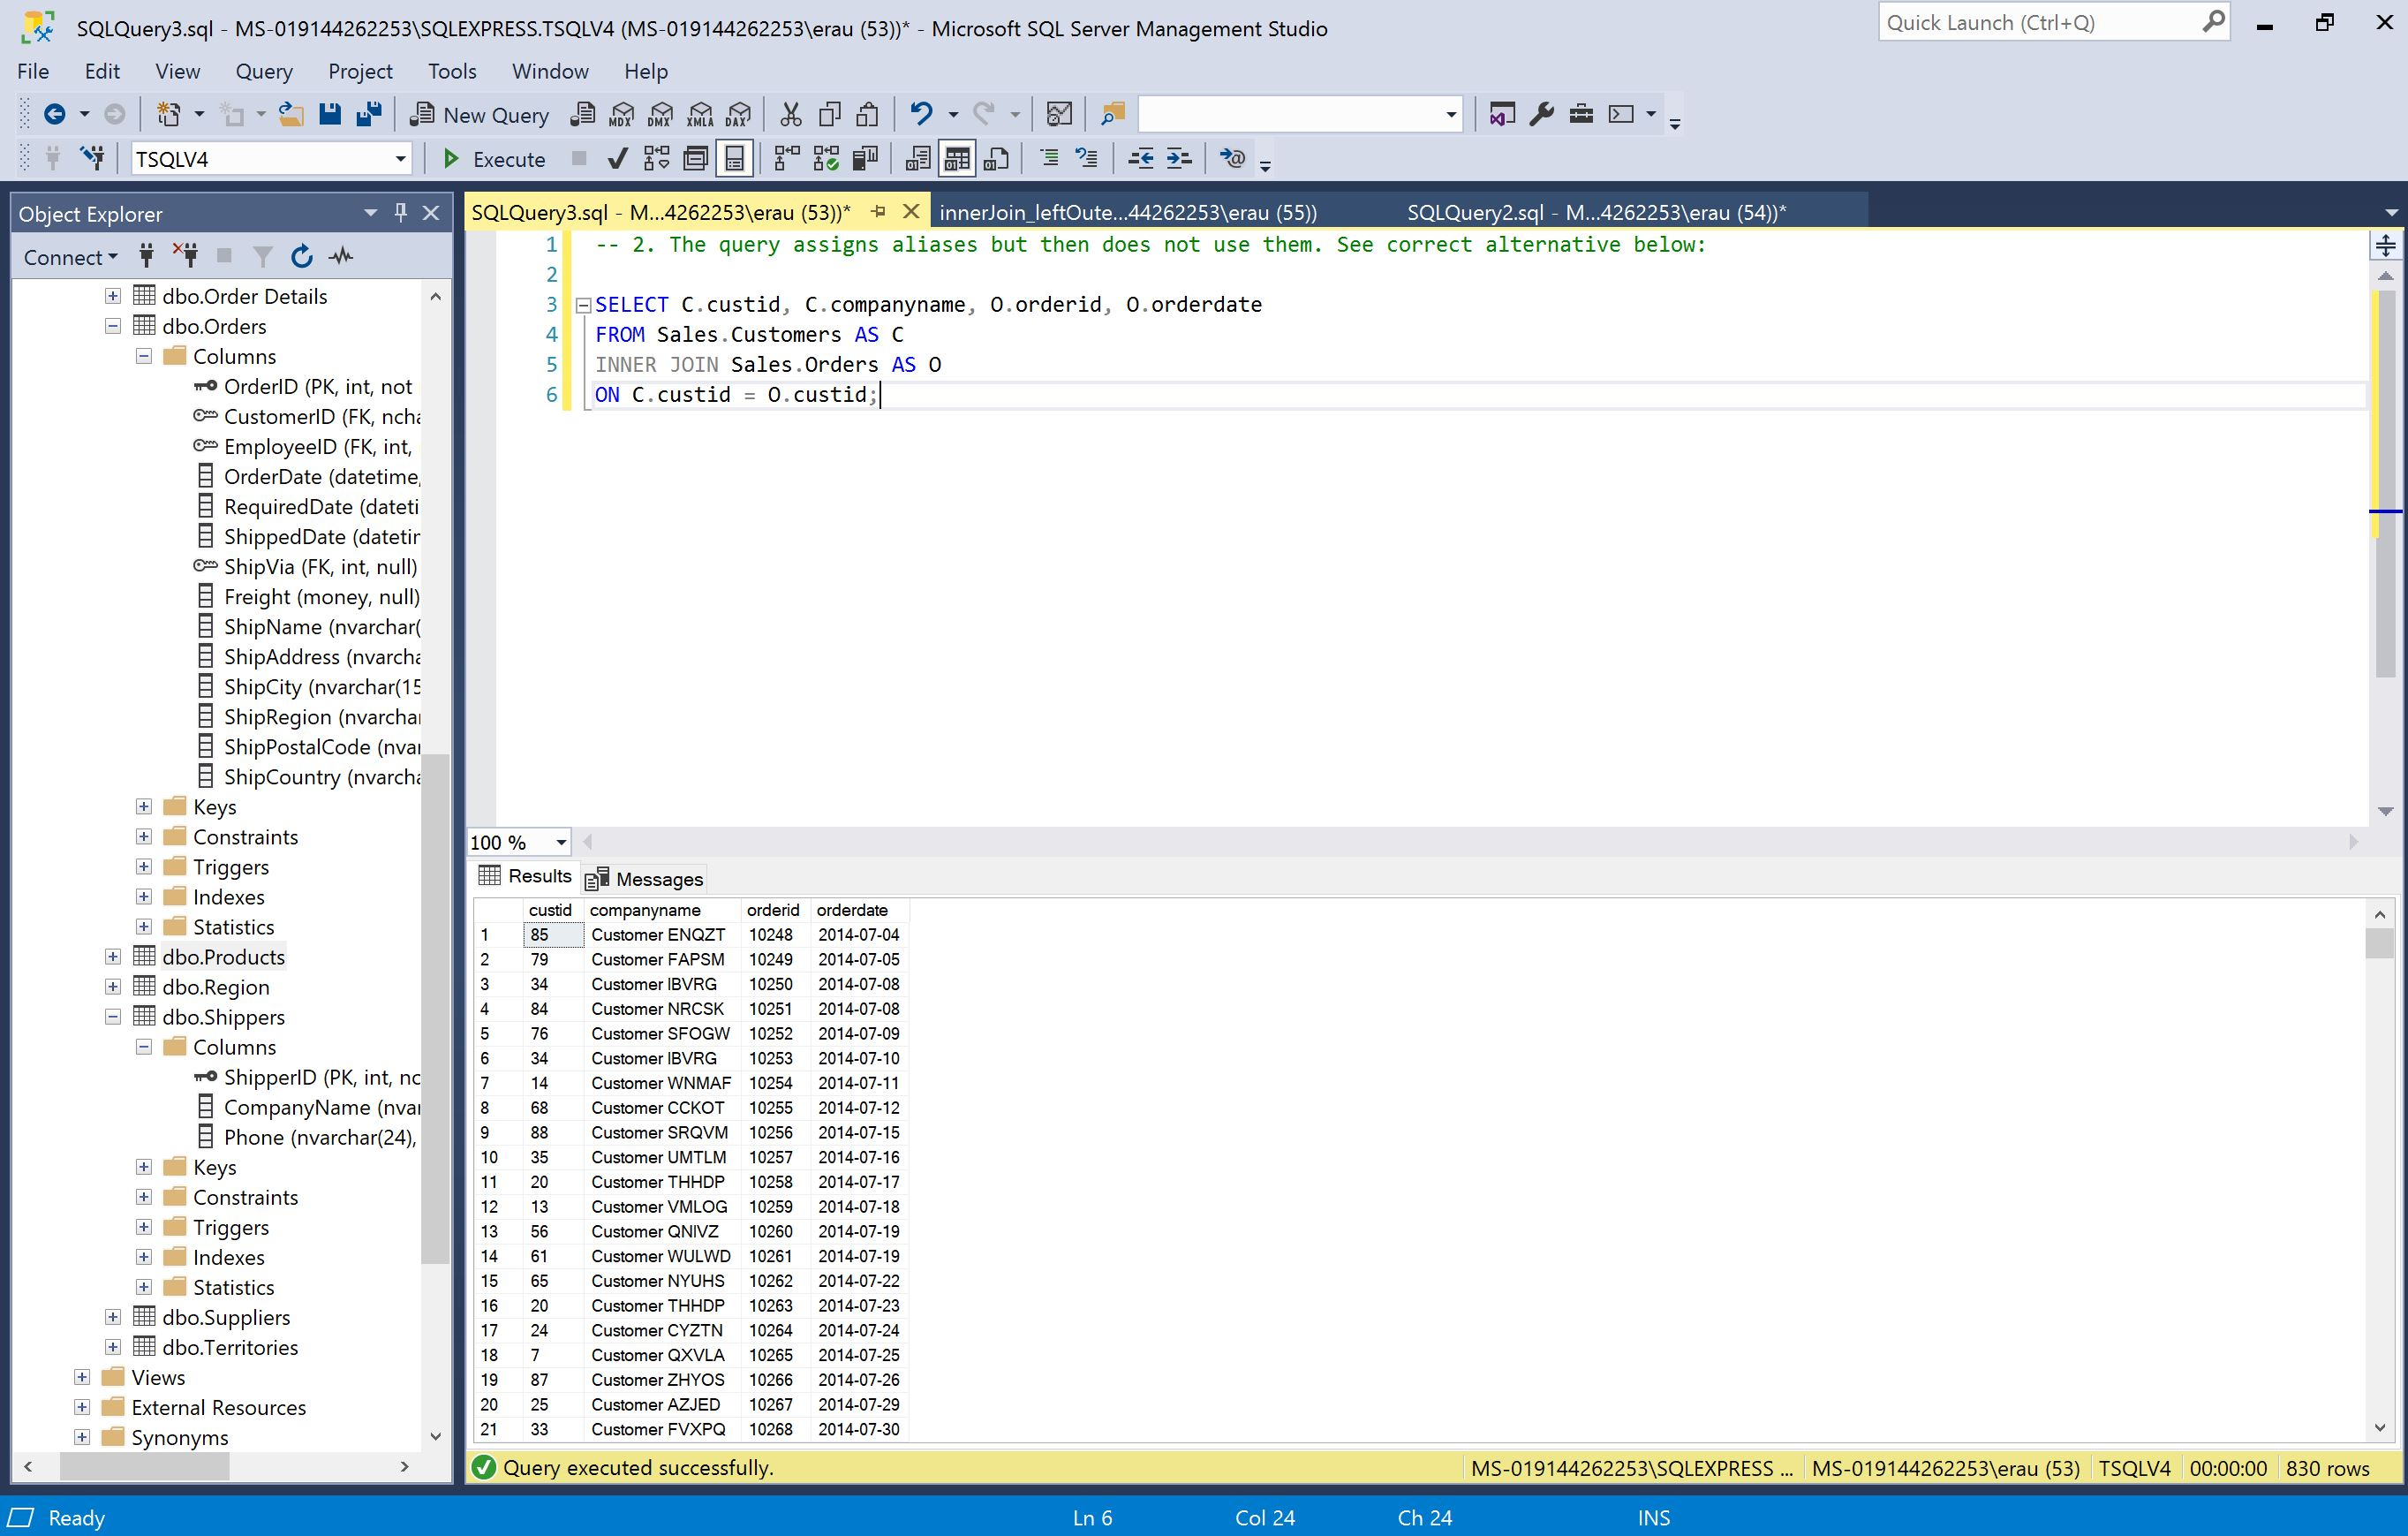 SQLQuery3.sql - MS-019144262253\SQLEXPRESS.TSQLV4 (MS-019144262253\erau (53))* - Microsoft SQL Server Management Studio
Quick Launch (Ctrl+Q)
File Edit View Query Project Tools Window Help
New Query MDX DMX XMLA DAX
TSQLV4 Execute
Object Explorer
Connect
dbo.Order Details
dbo.Orders
Columns
OrderID (PK, int, not
CustomerID (FK, ncha
EmployeeID (FK, int,
OrderDate (datetime,
RequiredDate (dateti
ShippedDate (datetin
ShipVia (FK, int, null)
Freight (money, null)
ShipName (nvarchar(
ShipAddress (nvarcha
ShipCity (nvarchar(15
ShipRegion (nvarchar
ShipPostalCode (nvar
ShipCountry (nvarcha
Keys
Constraints
Triggers
Indexes
Statistics
dbo.Products
dbo.Region
dbo.Shippers
Columns
ShipperID (PK, int, no
CompanyName (nvar
Phone (nvarchar(24),
Keys
Constraints
Triggers
Indexes
Statistics
dbo.Suppliers
dbo.Territories
Views
External Resources
Synonyms
SQLQuery3.sql - M...4262253\erau (53))* innerJoin_leftOute...44262253\erau (55)) SQLQuery2.sql - M...4262253\erau (54))*
1 -- 2. The query assigns aliases but then does not use them. See correct alternative below:
2
3 SELECT C.custid, C.companyname, O.orderid, O.orderdate
4 FROM Sales.Customers AS C
5 INNER JOIN Sales.Orders AS O
6 ON C.custid = O.custid;
100 %
Results Messages
custid companyname orderid orderdate
1 85 Customer ENQZT 10248 2014-07-04
2 79 Customer FAPSM 10249 2014-07-05
3 34 Customer IBVRG 10250 2014-07-08
4 84 Customer NRCSK 10251 2014-07-08
5 76 Customer SFOGW 10252 2014-07-09
6 34 Customer IBVRG 10253 2014-07-10
7 14 Customer WNMAF 10254 2014-07-11
8 68 Customer CCKOT 10255 2014-07-12
9 88 Customer SRQVM 10256 2014-07-15
10 35 Customer UMTLM 10257 2014-07-16
11 20 Customer THHDP 10258 2014-07-17
12 13 Customer VMLOG 10259 2014-07-18
13 56 Customer QNIVZ 10260 2014-07-19
14 61 Customer WULWD 10261 2014-07-19
15 65 Customer NYUHS 10262 2014-07-22
16 20 Customer THHDP 10263 2014-07-23
17 24 Customer CYZTN 10264 2014-07-24
18 7 Customer QXVLA 10265 2014-07-25
19 87 Customer ZHYOS 10266 2014-07-26
20 25 Customer AZJED 10267 2014-07-29
21 33 Customer FVXPQ 10268 2014-07-30
Query executed successfully. MS-019144262253\SQLEXPRESS ... MS-019144262253\erau (53) TSQLV4 00:00:00 830 rows
Ready Ln 6 Col 24 Ch 24 INS